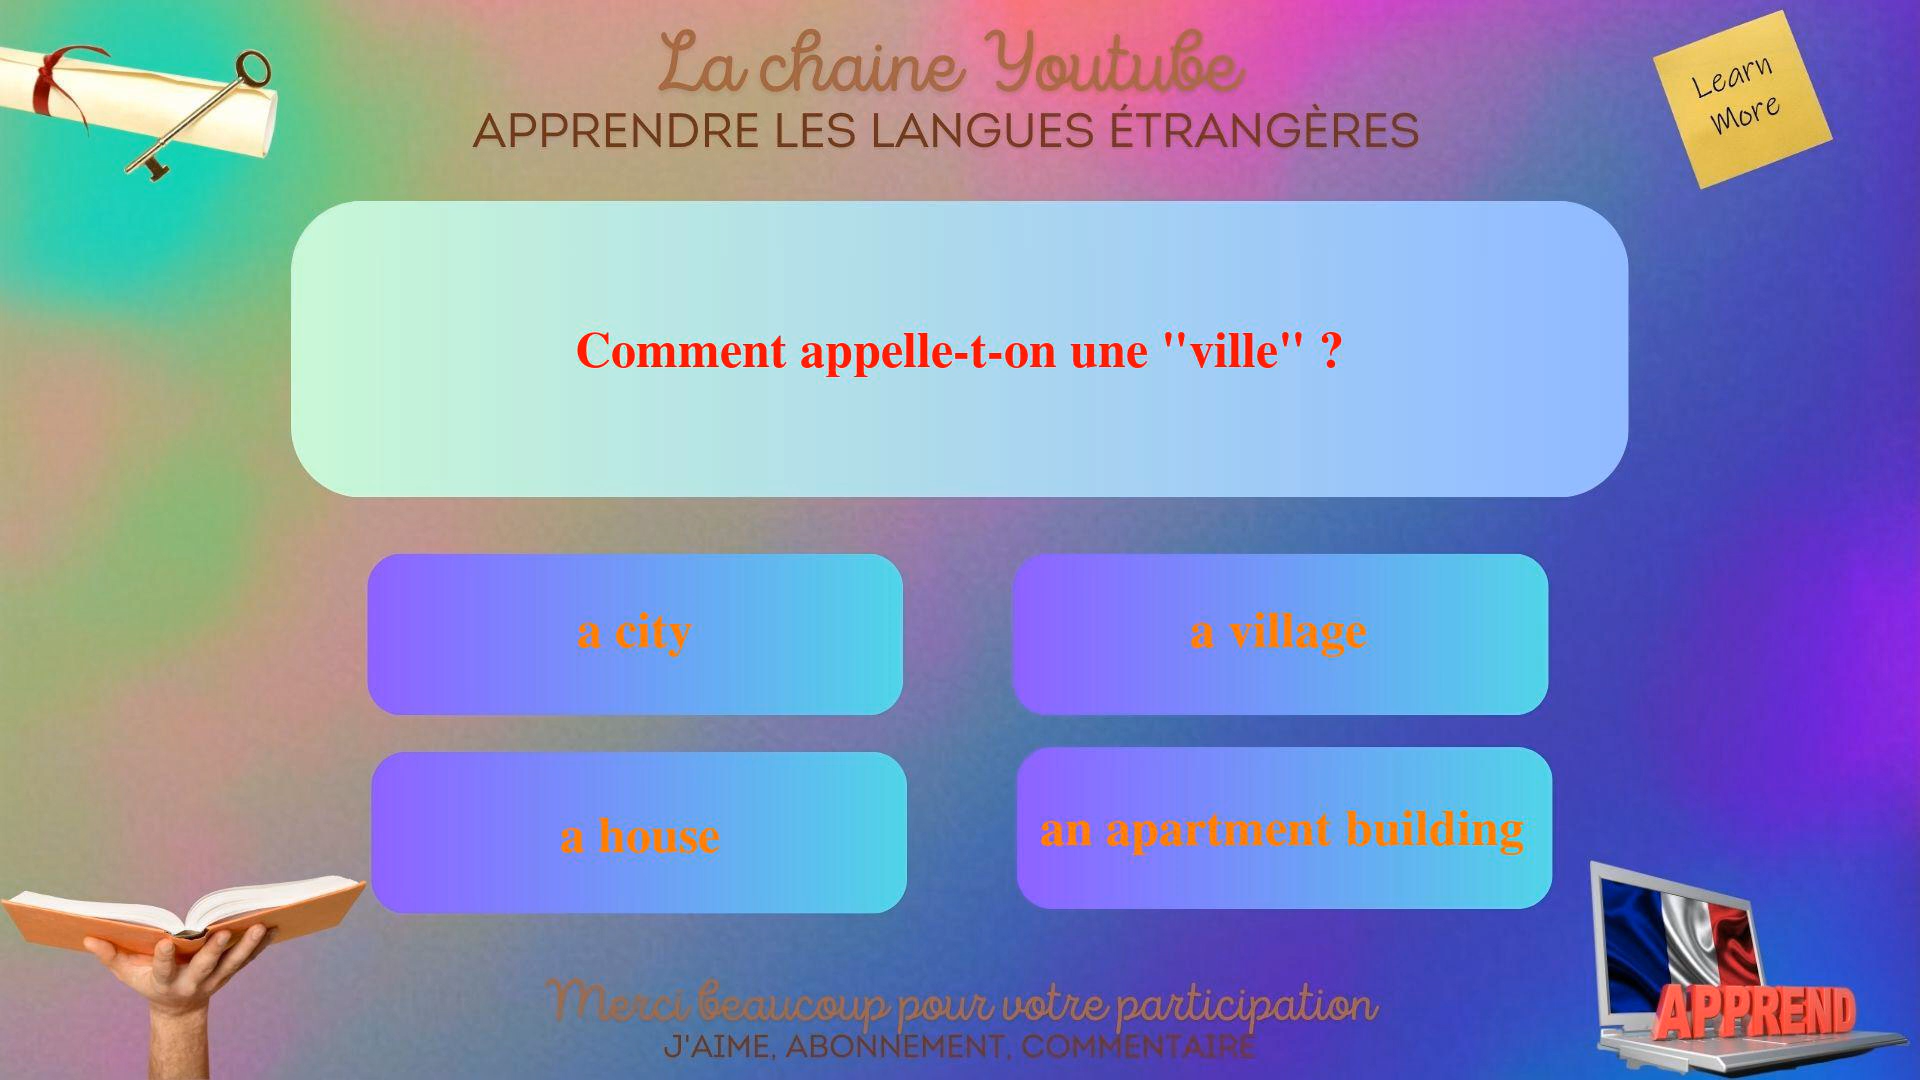 La chaine Youtube
APPRENDRE LES LANGUES ÉTRANGÈRES
Learn
More
Comment appelle-t-on une "ville" ?
a city
a village
a house
an apartment building
Merci beaucoup pour votre participation
J'AIME, ABONNEMENT, COMMENTAIRE
APPREND